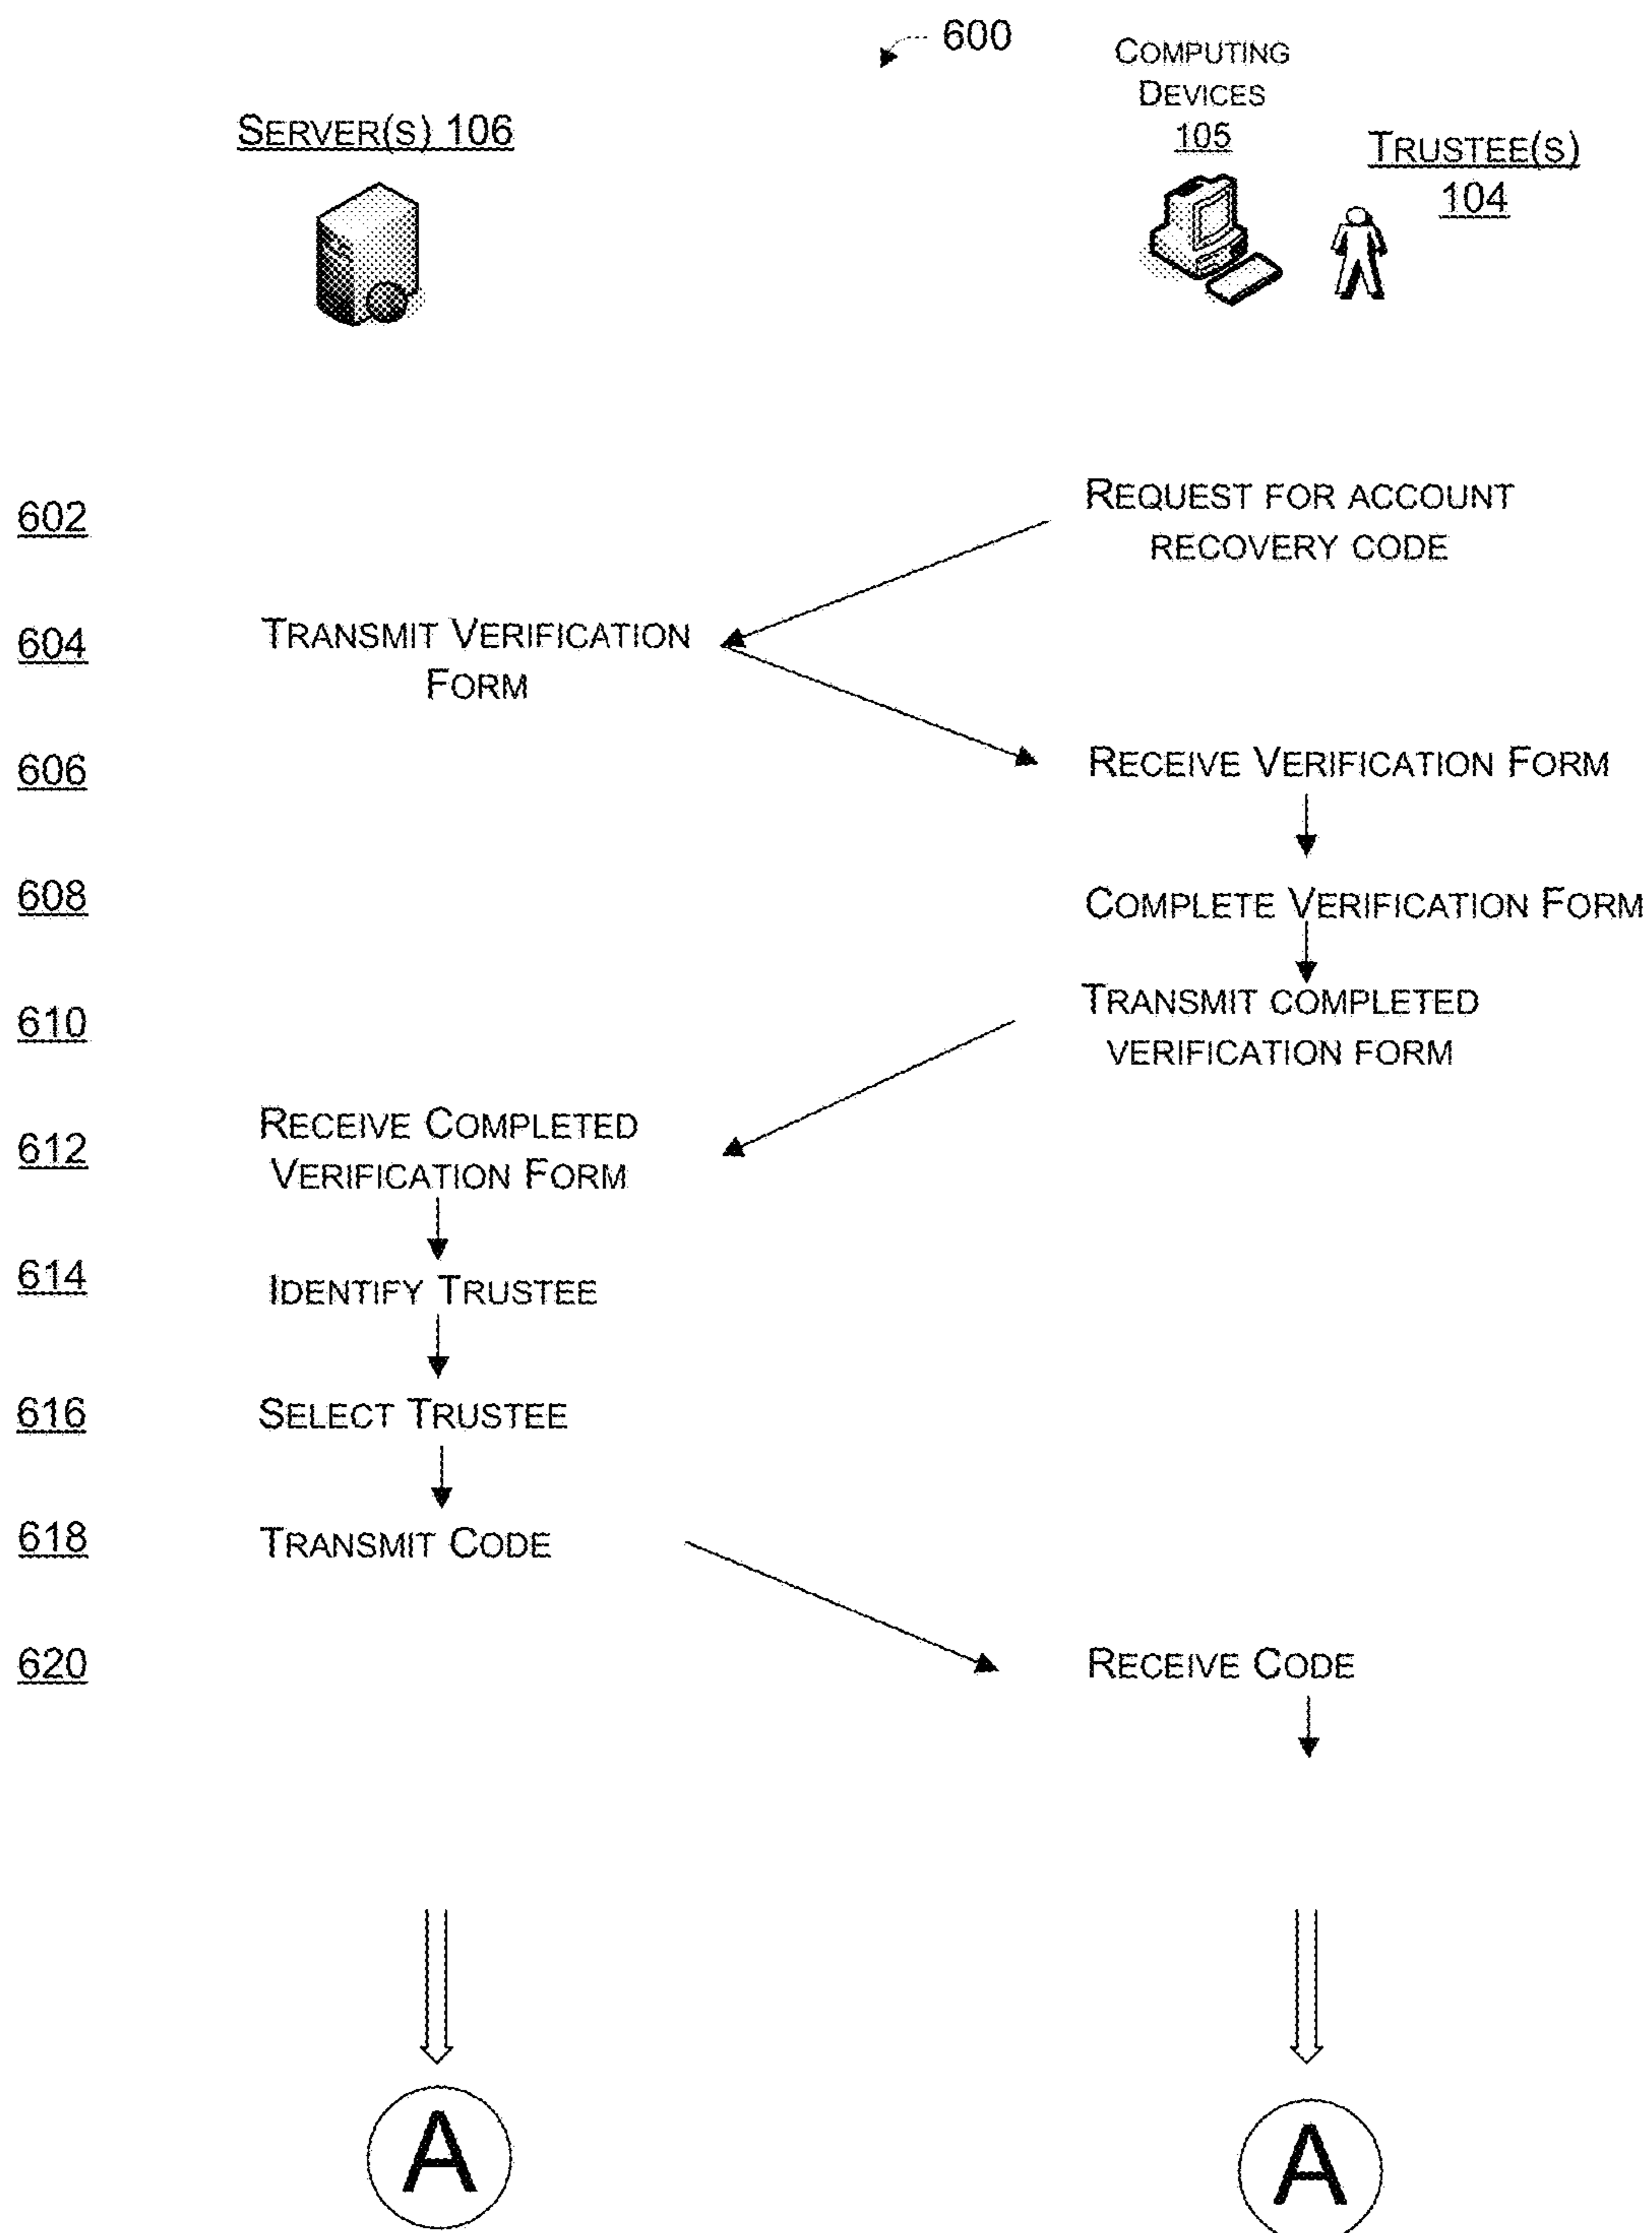 600
COMPUTING
DEVICES
105
SERVER(S) 106
TRUSTEE(S)
104
602
REQUEST FOR ACCOUNT
RECOVERY CODE
604
TRANSMIT VERIFICATION
FORM
606
RECEIVE VERIFICATION FORM
608
COMPLETE VERIFICATION FORM
610
TRANSMIT COMPLETED
VERIFICATION FORM
612
RECEIVE COMPLETED
VERIFICATION FORM
614
IDENTIFY TRUSTEE
616
SELECT TRUSTEE
618
TRANSMIT CODE
620
RECEIVE CODE
A
A